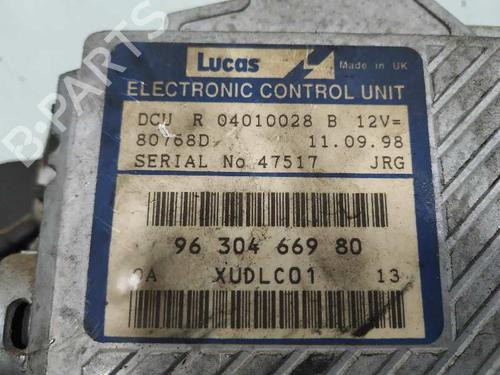 Lucas Made in UK
ELECTRONIC CONTROL UNIT
DCU R 04010028 B 12V=
80768D 11.09.98
SERIAL No 47517 JRG
96 304 669 80
0A XUDLC01 13
B-PARTS